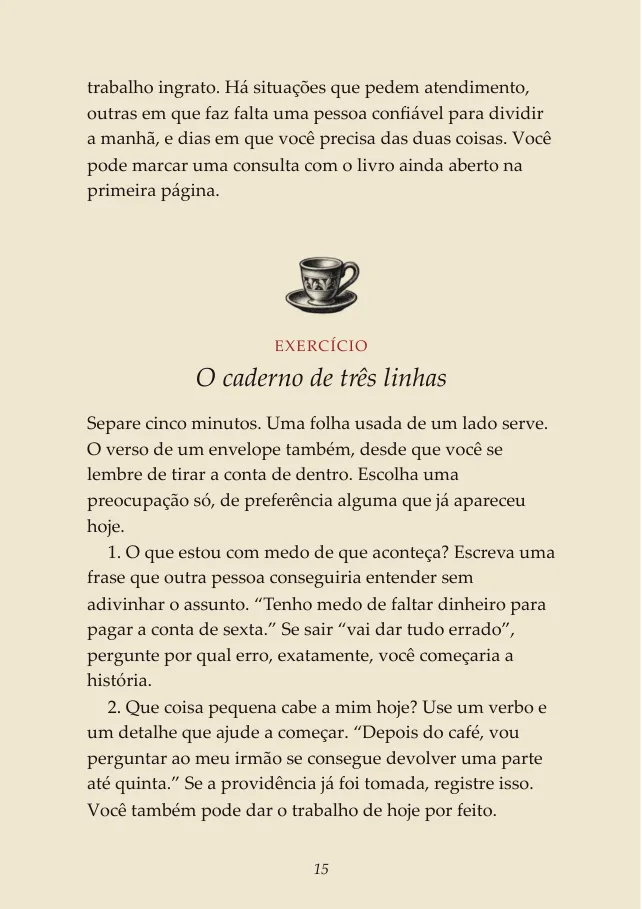 trabalho ingrato. Há situações que pedem atendimento,
outras em que faz falta uma pessoa confiável para dividir
a manhã, e dias em que você precisa das duas coisas. Você
pode marcar uma consulta com o livro ainda aberto na
primeira página.
EXERCÍCIO
O caderno de três linhas
Separe cinco minutos. Uma folha usada de um lado serve.
O verso de um envelope também, desde que você se
lembre de tirar a conta de dentro. Escolha uma
preocupação só, de preferência alguma que já apareceu
hoje.
1. O que estou com medo de que aconteça? Escreva uma
frase que outra pessoa conseguiria entender sem
adivinhar o assunto. “Tenho medo de faltar dinheiro para
pagar a conta de sexta.” Se sair “vai dar tudo errado”,
pergunte por qual erro, exatamente, você começaria a
história.
2. Que coisa pequena cabe a mim hoje? Use um verbo e
um detalhe que ajude a começar. “Depois do café, vou
perguntar ao meu irmão se consegue devolver uma parte
até quinta.” Se a providência já foi tomada, registre isso.
Você também pode dar o trabalho de hoje por feito.
15